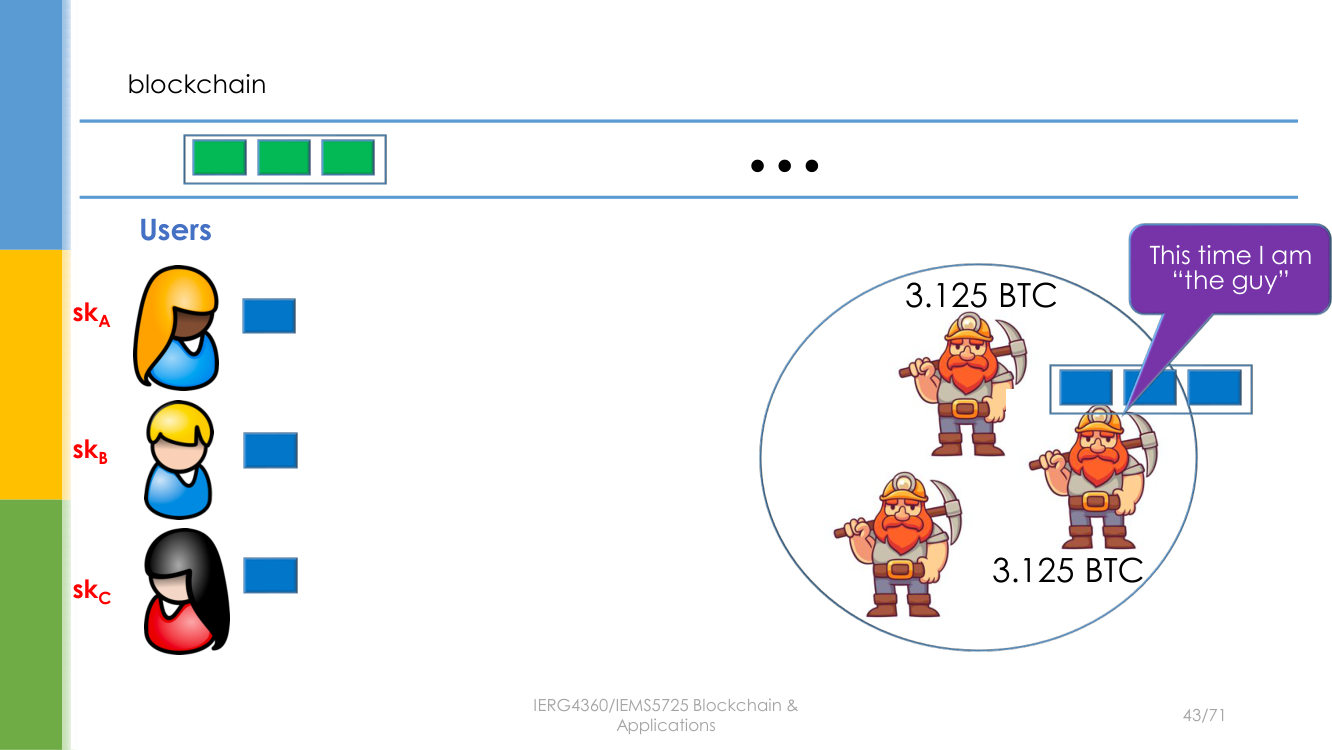 blockchain
• • •
Users
This time I am
“the guy”
3.125 BTC
skA
skB
skC
3.125 BTC
IERG4360/IEMS5725 Blockchain &
Applications
43/71